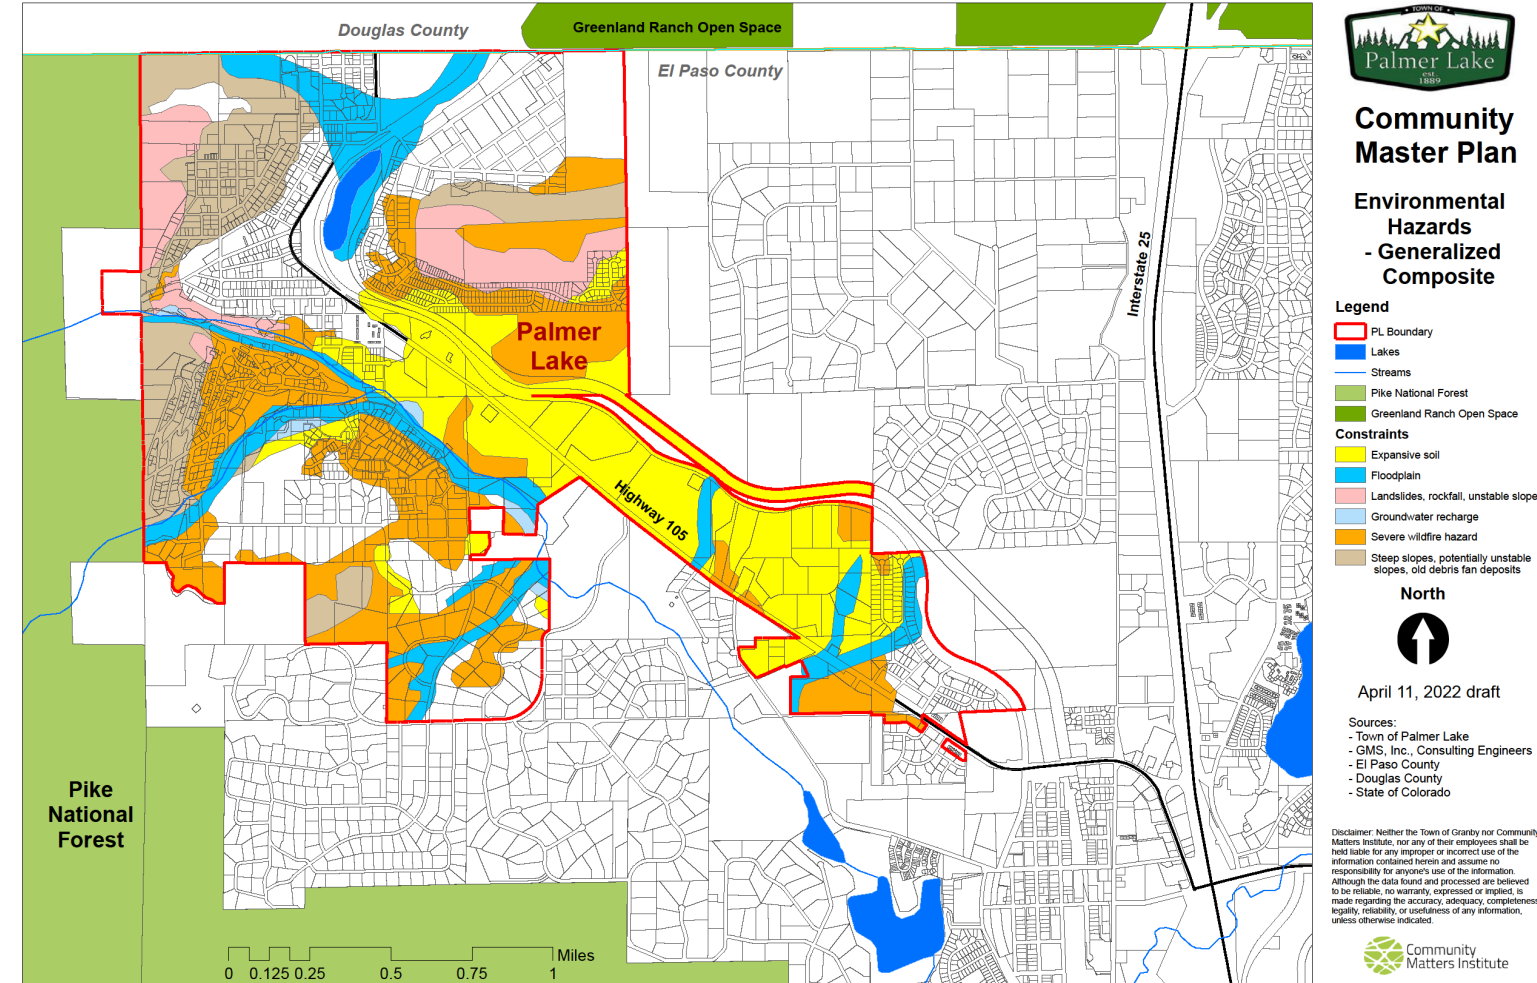 Douglas County
Greenland Ranch Open Space
El Paso County
Interstate 25
Palmer
Lake
Highway 105
Pike
National
Forest
0 0.125 0.25 0.5 0.75 1 Miles
TOWN OF
Palmer Lake
est.
1889
Community
Master Plan
Environmental
Hazards
- Generalized
Composite
Legend
PL Boundary
Lakes
Streams
Pike National Forest
Greenland Ranch Open Space
Constraints
Expansive soil
Floodplain
Landslides, rockfall, unstable slope
Groundwater recharge
Severe wildfire hazard
Steep slopes, potentially unstable
slopes, old debris fan deposits
North
April 11, 2022 draft
Sources:
- Town of Palmer Lake
- GMS, Inc., Consulting Engineers
- El Paso County
- Douglas County
- State of Colorado
Disclaimer: Neither the Town of Granby nor Community
Matters Institute, nor any of their employees shall be
held liable for any improper or incorrect use of the
information contained herein and assume no
responsibility for anyone's use of the information.
Although the data found and processed are believed
to be reliable, no warranty, expressed or implied, is
made regarding the accuracy, adequacy, completeness,
legality, reliability, or usefulness of any information,
unless otherwise indicated.
Community
Matters Institute